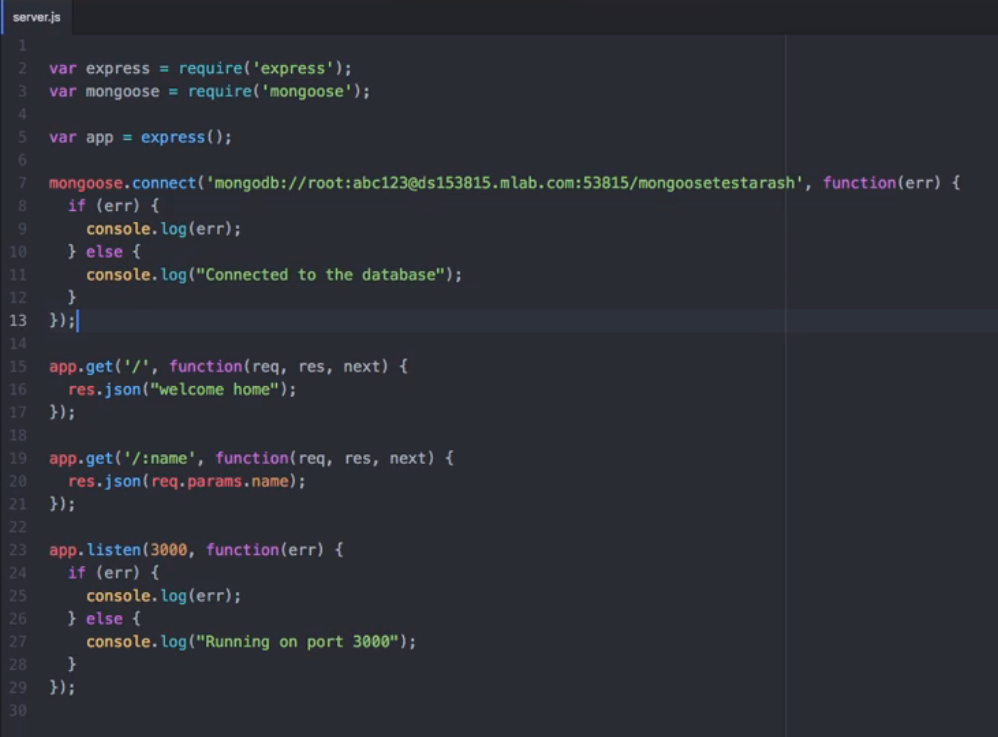 server.js
1
2 var express = require('express');
3 var mongoose = require('mongoose');
4
5 var app = express();
6
7 mongoose.connect('mongodb://root:abc123@ds153815.mlab.com:53815/mongoosetestarash', function(err) {
8   if (err) {
9     console.log(err);
10   } else {
11     console.log("Connected to the database");
12   }
13 });
14
15 app.get('/', function(req, res, next) {
16   res.json("welcome home");
17 });
18
19 app.get('/:name', function(req, res, next) {
20   res.json(req.params.name);
21 });
22
23 app.listen(3000, function(err) {
24   if (err) {
25     console.log(err);
26   } else {
27     console.log("Running on port 3000");
28   }
29 });
30